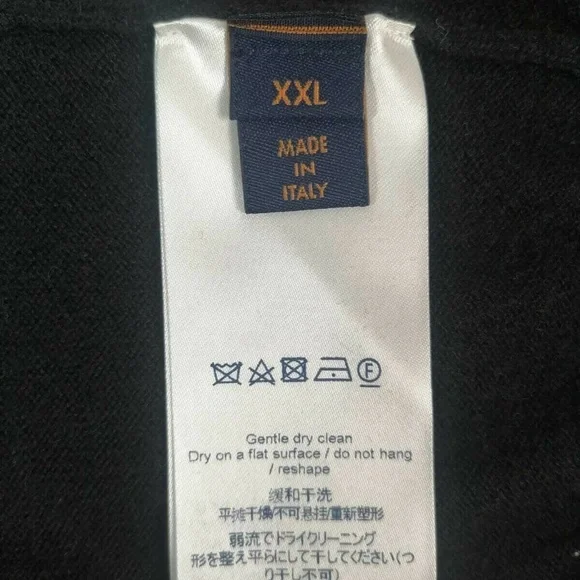 XXL
MADE
IN
ITALY
F
Gentle dry clean
Dry on a flat surface / do not hang
/ reshape
缓和干洗
平摊干燥/不可悬挂/重新塑形
弱流でドライクリーニング
形を整え平らにして干してください(つ
り干し不可)